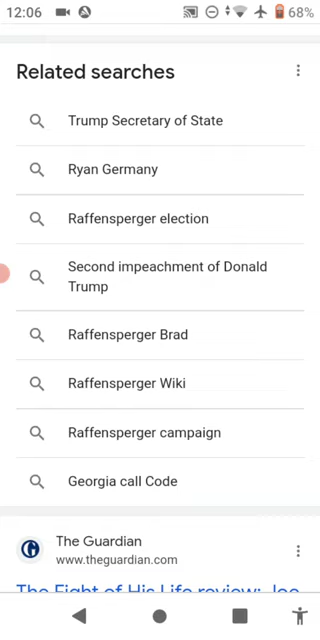 12:06
68%
Related searches
Trump Secretary of State
Ryan Germany
Raffensperger election
Second impeachment of Donald
Trump
Raffensperger Brad
Raffensperger Wiki
Raffensperger campaign
Georgia call Code
The Guardian
www.theguardian.com
The Fight of His Life review: Joe